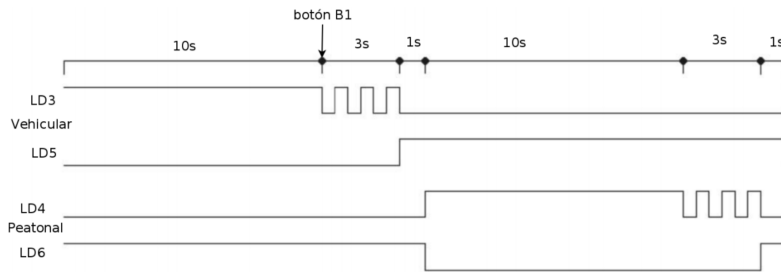 botón B1
10s 3s 1s 10s 3s 1s
LD3
Vehicular
LD5
LD4
Peatonal
LD6